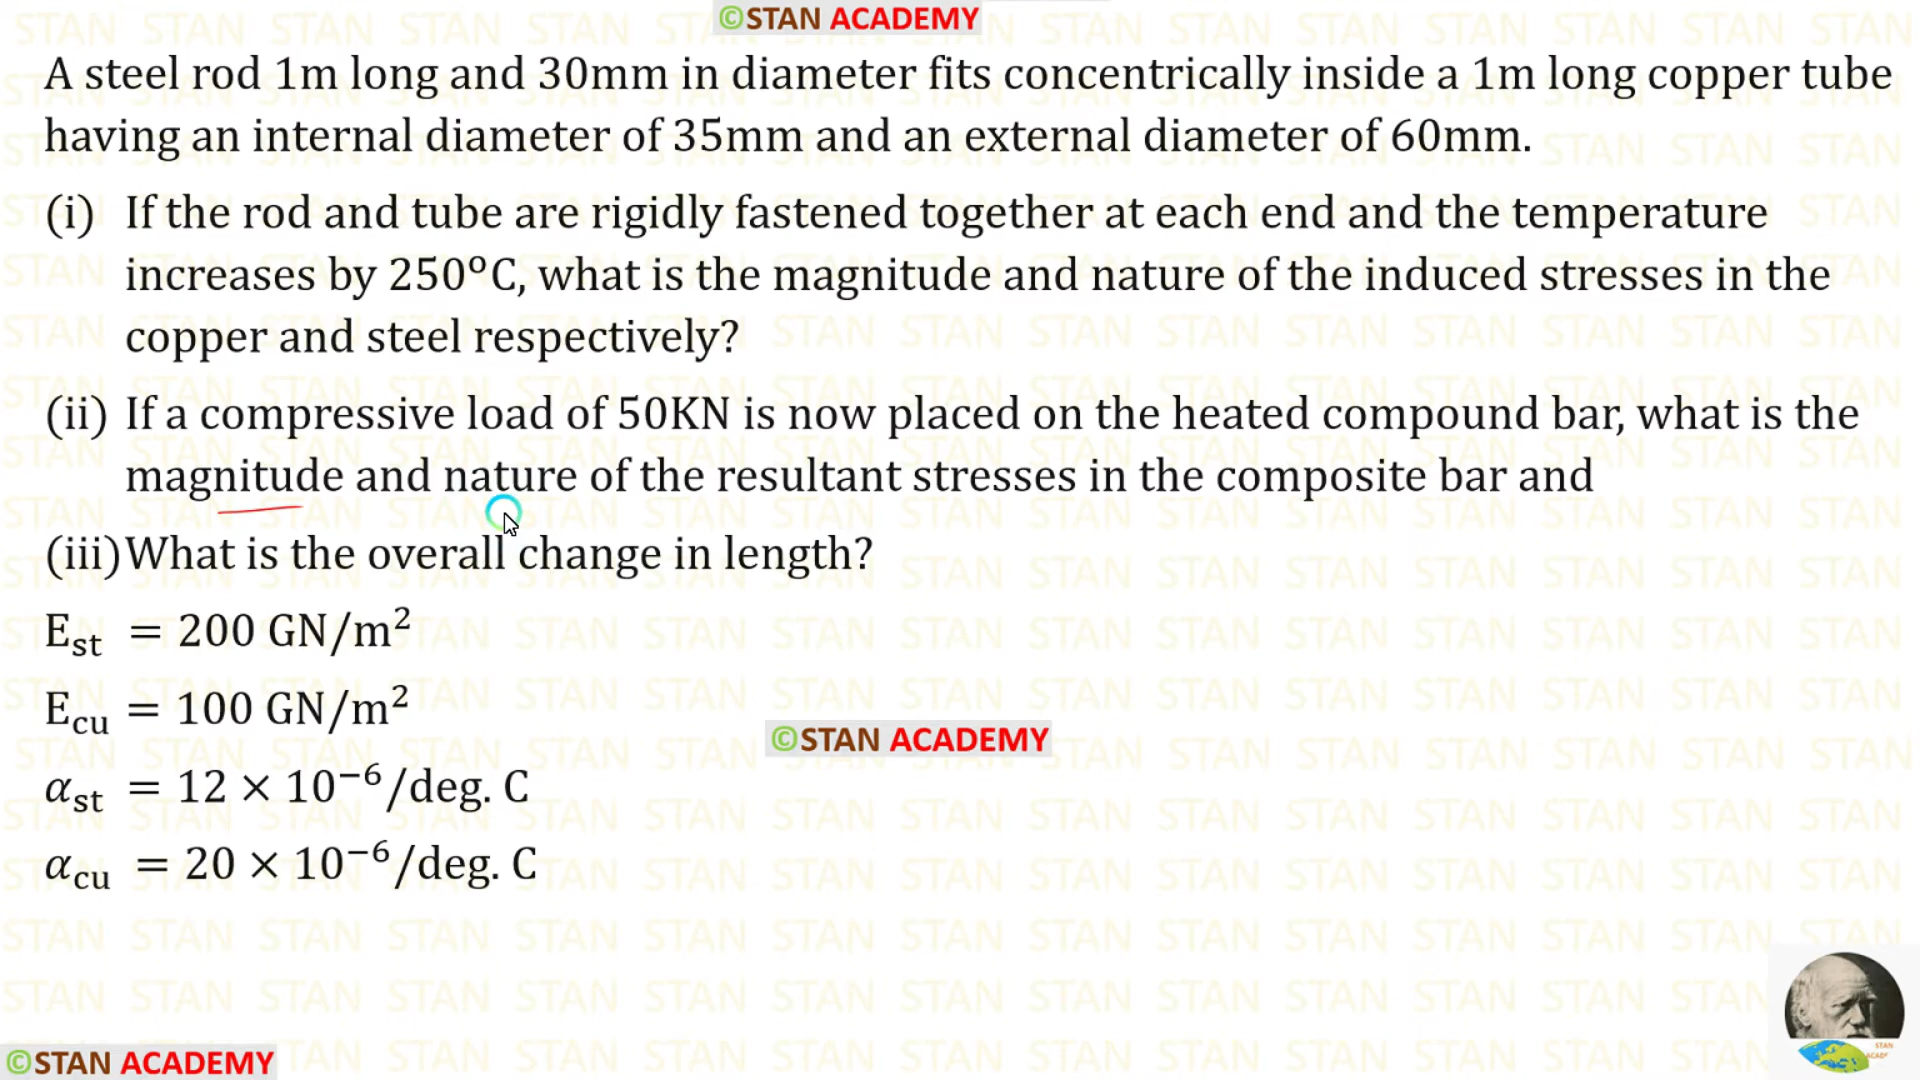 ©STAN ACADEMY
A steel rod 1m long and 30mm in diameter fits concentrically inside a 1m long copper tube
having an internal diameter of 35mm and an external diameter of 60mm.
(i) If the rod and tube are rigidly fastened together at each end and the temperature
increases by 250⁰C, what is the magnitude and nature of the induced stresses in the
copper and steel respectively?
(ii) If a compressive load of 50KN is now placed on the heated compound bar, what is the
magnitude and nature of the resultant stresses in the composite bar and
(iii) What is the overall change in length?
E_st = 200 GN/m²
E_cu = 100 GN/m²
©STAN ACADEMY
α_st = 12 × 10⁻⁶/deg. C
α_cu = 20 × 10⁻⁶/deg. C
©STAN ACADEMY